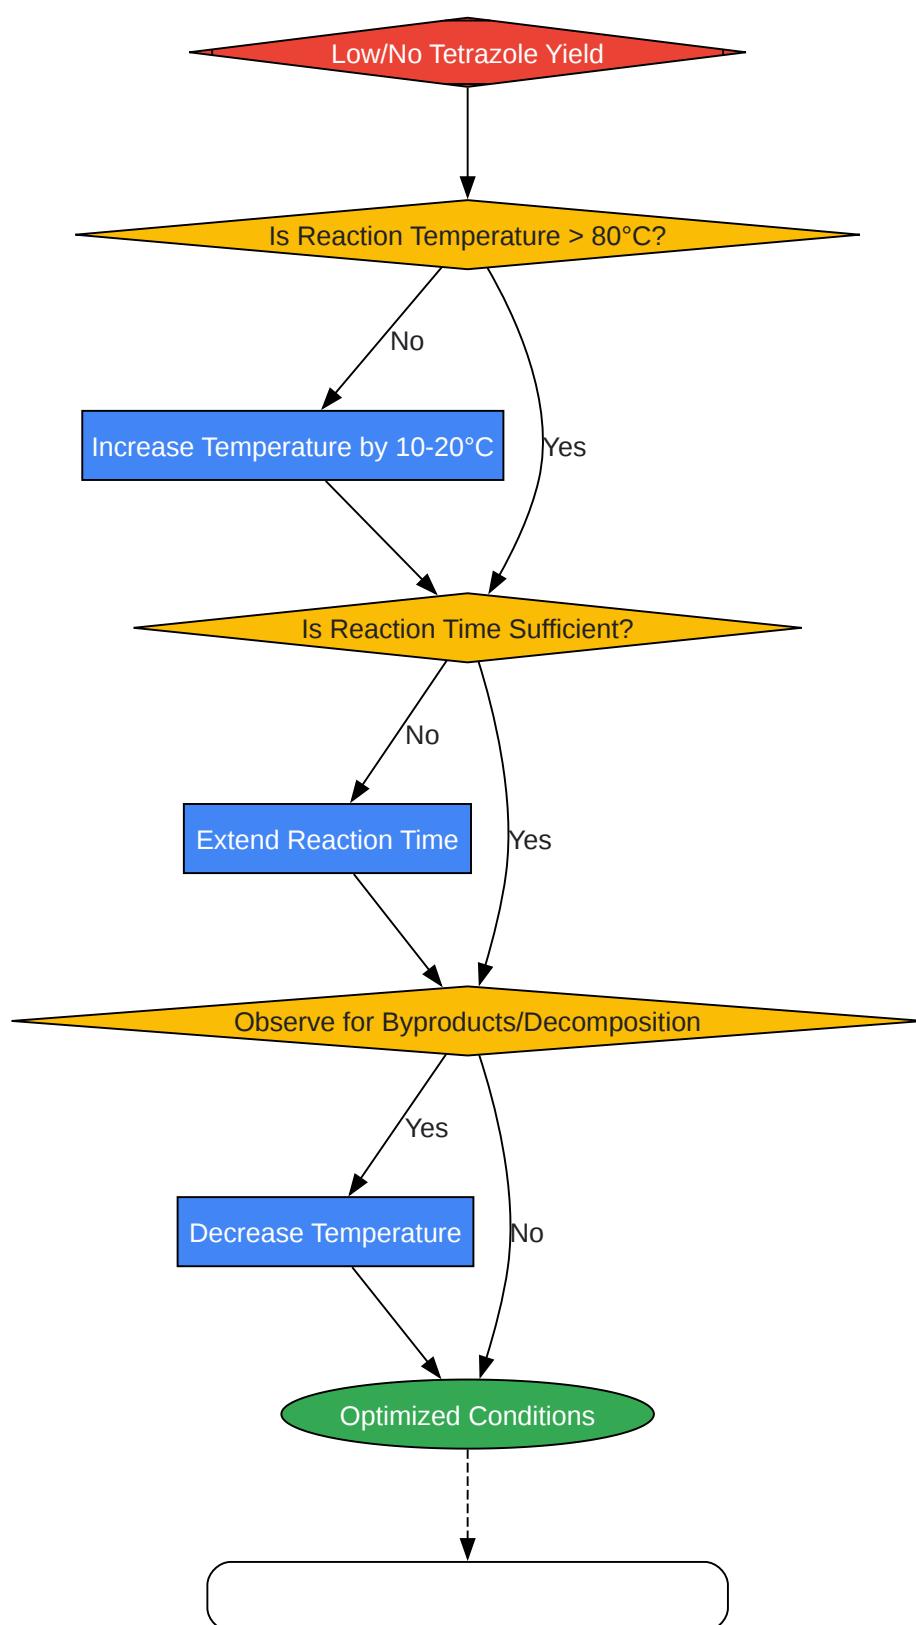 Low/No Tetrazole Yield
Is Reaction Temperature > 80°C?
No
Increase Temperature by 10-20°C
Yes
Is Reaction Time Sufficient?
No
Extend Reaction Time
Yes
Observe for Byproducts/Decomposition
Yes
Decrease Temperature
No
Optimized Conditions